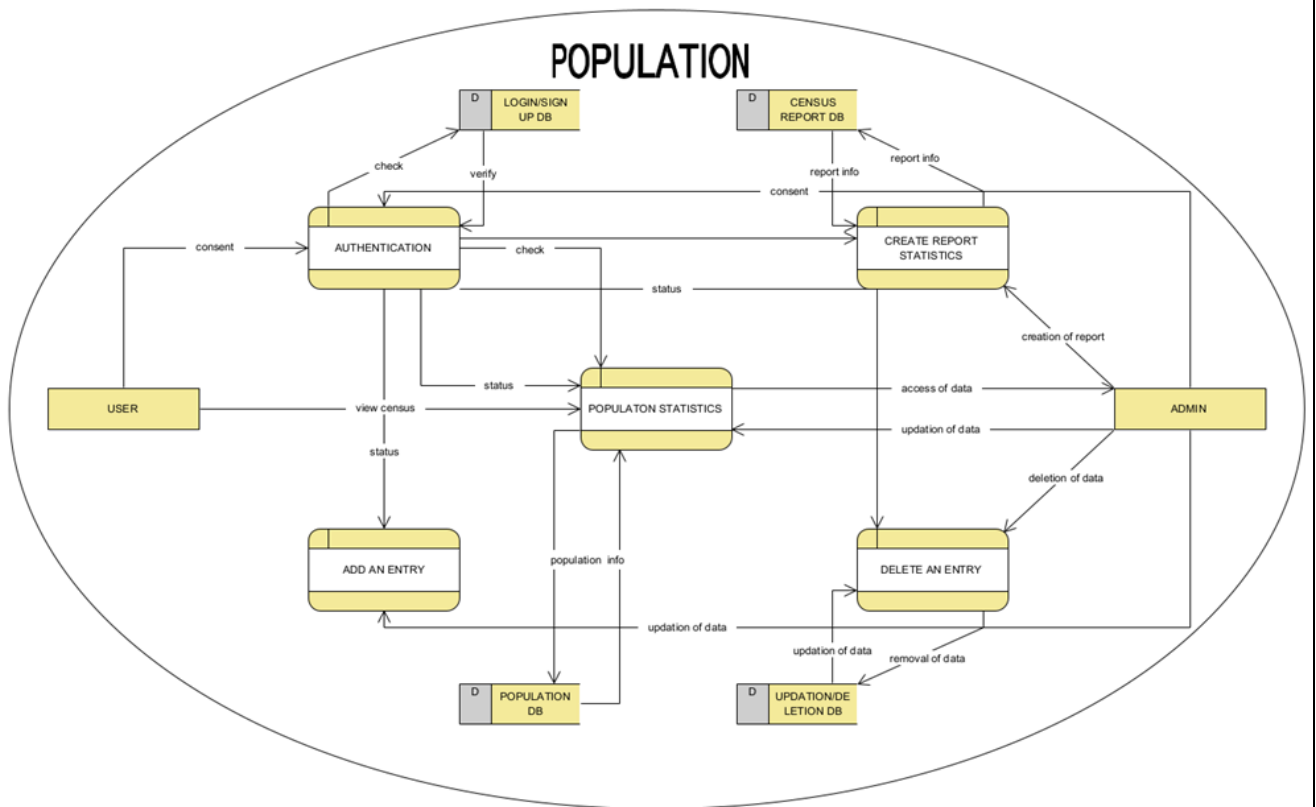 POPULATION
D
LOGIN/SIGN
UP DB
D
CENSUS
REPORT DB
check
verify
report info
report info
consent
consent
AUTHENTICATION
check
CREATE REPORT
STATISTICS
status
creation of report
status
access of data
USER
view census
POPULATON STATISTICS
ADMIN
updation of data
status
deletion of data
population info
ADD AN ENTRY
DELETE AN ENTRY
updation of data
updation of data
removal of data
D
POPULATION
DB
D
UPDATION/DE
LETION DB